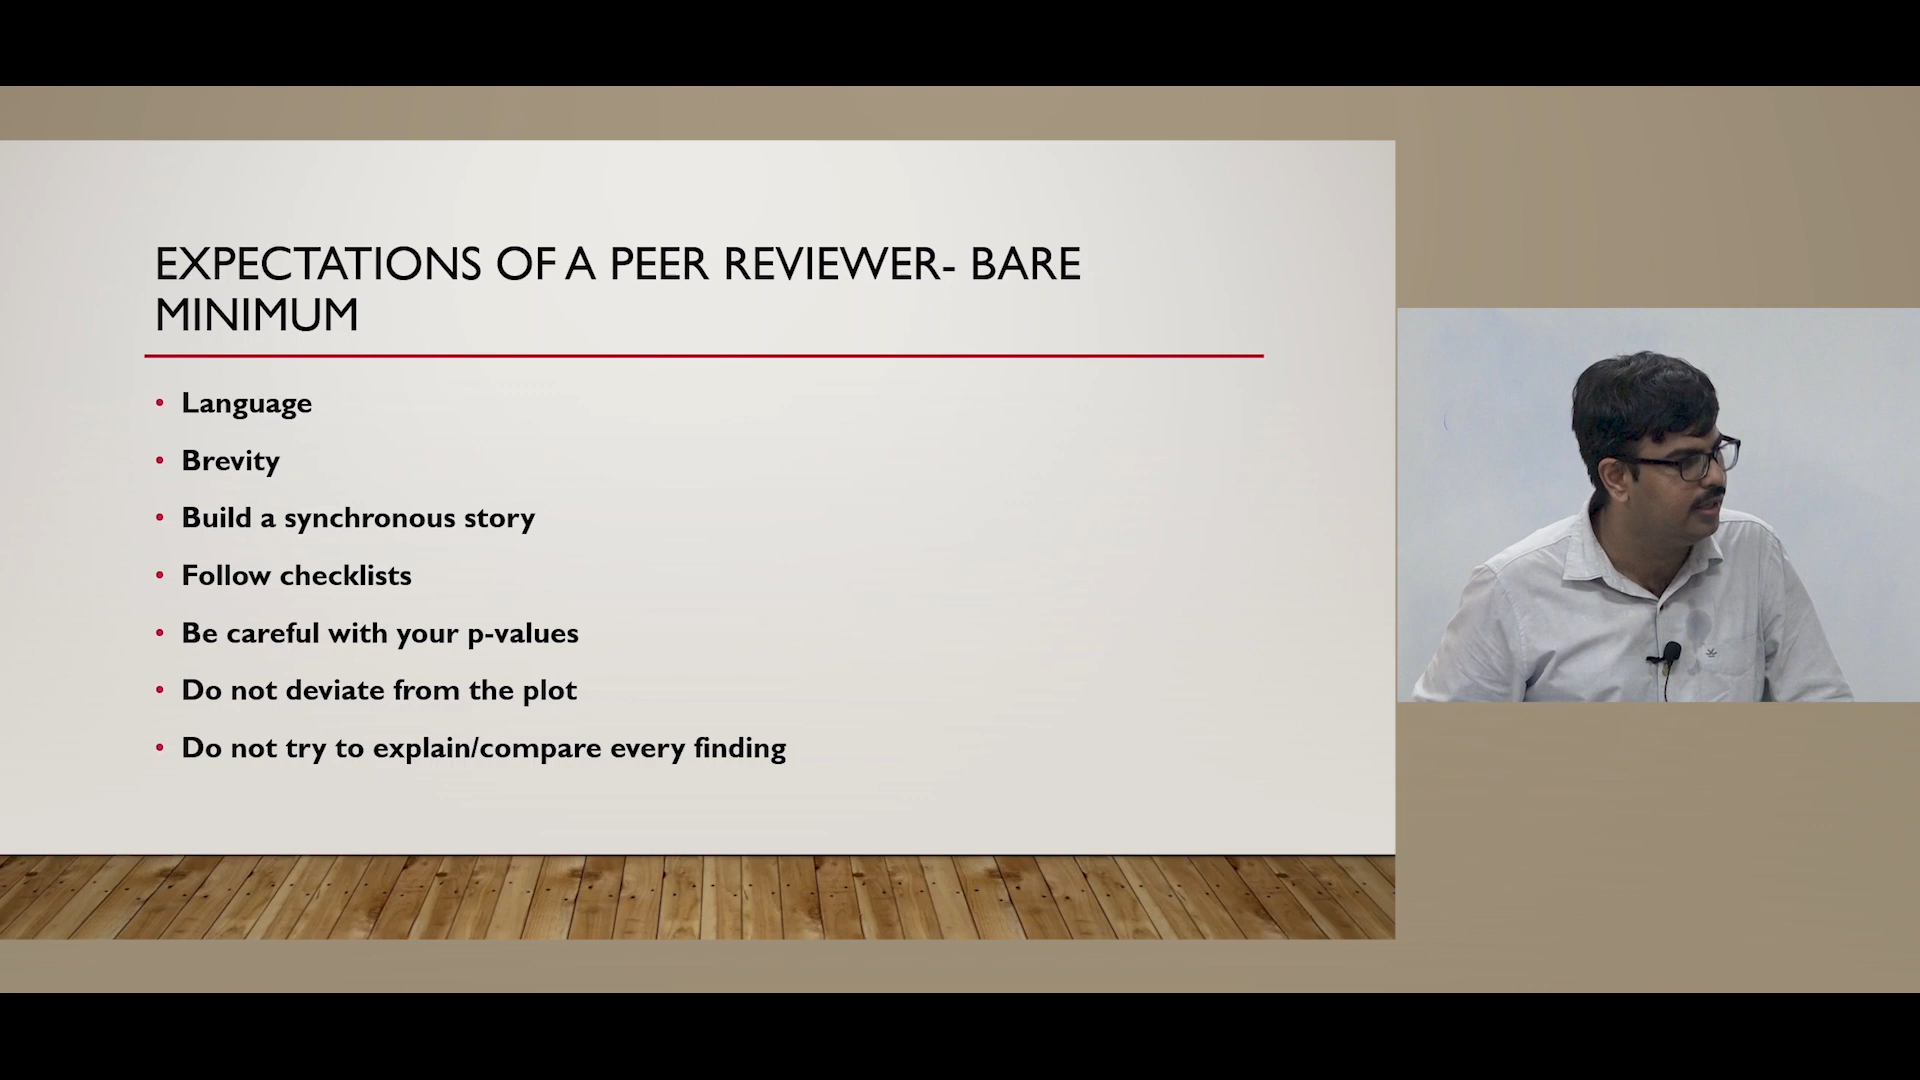 EXPECTATIONS OF A PEER REVIEWER- BARE
MINIMUM
• Language
• Brevity
• Build a synchronous story
• Follow checklists
• Be careful with your p-values
• Do not deviate from the plot
• Do not try to explain/compare every finding